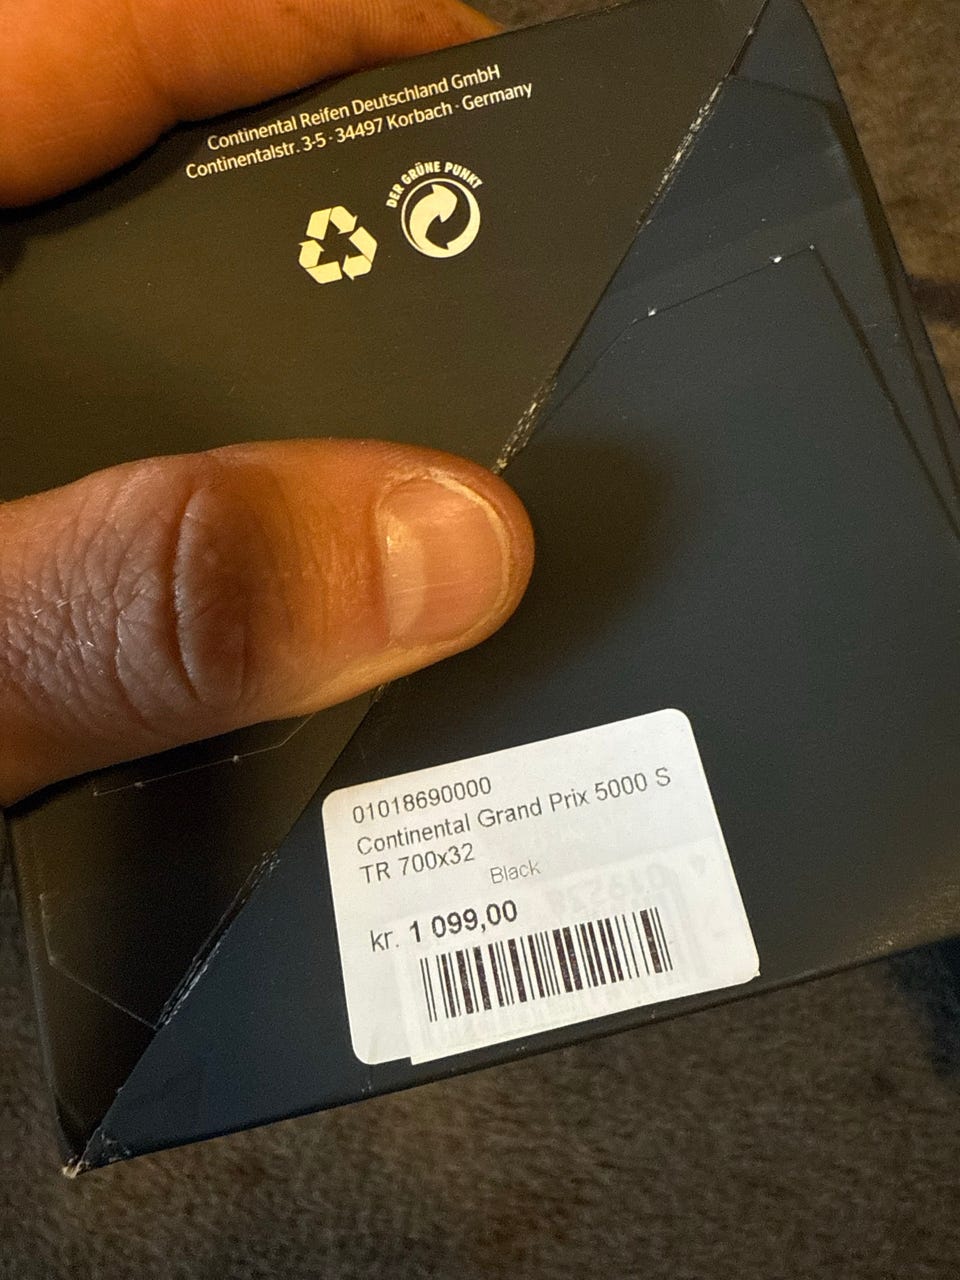 Continental Reifen Deutschland GmbH
Continentalstr. 3-5 · 34497 Korbach · Germany
DER GRÜNE PUNKT
01018690000
Continental Grand Prix 5000 S
TR 700x32
Black
kr. 1 099,00